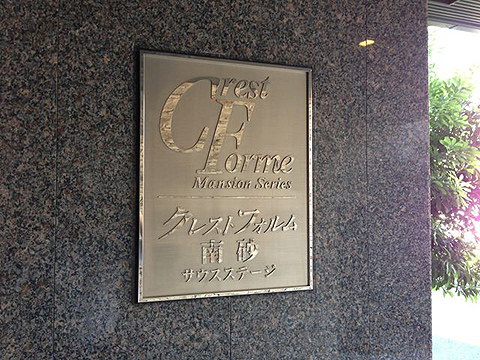 Crest
Forme
Mansion Series
クレストフォルム
南砂
サウスステージ